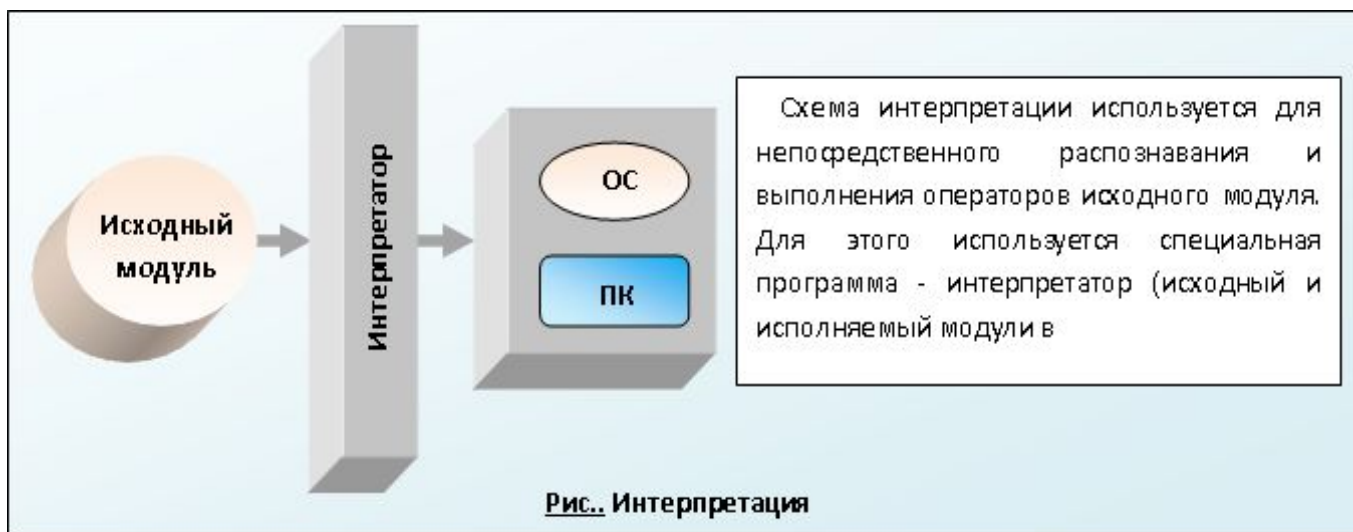 Исходный
модуль
Интерпретатор
ОС
ПК
Схема интерпретации используется для
непосредственного распознавания и
выполнения операторов исходного модуля.
Для этого используется специальная
программа - интерпретатор (исходный и
исполняемый модули в
Рис.. Интерпретация